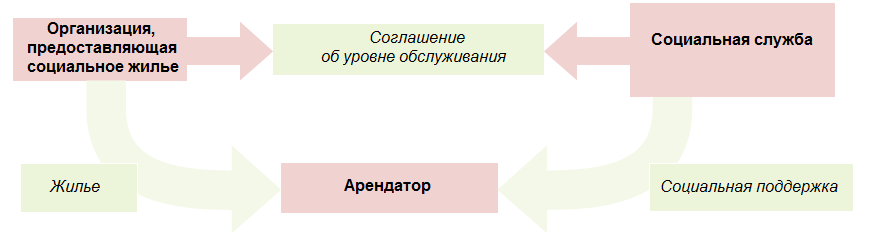 Организация,
предоставляющая
социальное жилье
Соглашение
об уровне обслуживания
Социальная служба
Жилье
Арендатор
Социальная поддержка